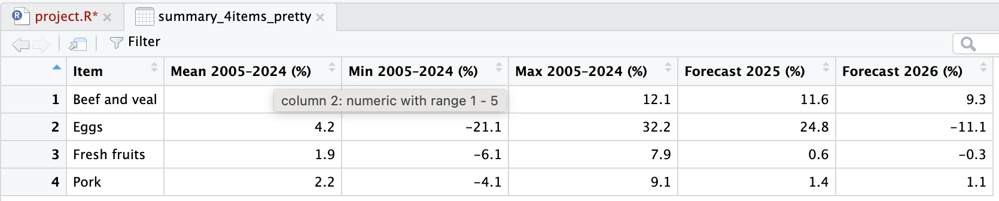 project.R* summary_4items_pretty
Filter
Item Mean 2005–2024 (%) Min 2005–2024 (%) Max 2005–2024 (%) Forecast 2025 (%) Forecast 2026 (%)
1 Beef and veal 12.1 11.6 9.3
column 2: numeric with range 1 - 5
2 Eggs 4.2 −21.1 32.2 24.8 −11.1
3 Fresh fruits 1.9 −6.1 7.9 0.6 −0.3
4 Pork 2.2 −4.1 9.1 1.4 1.1